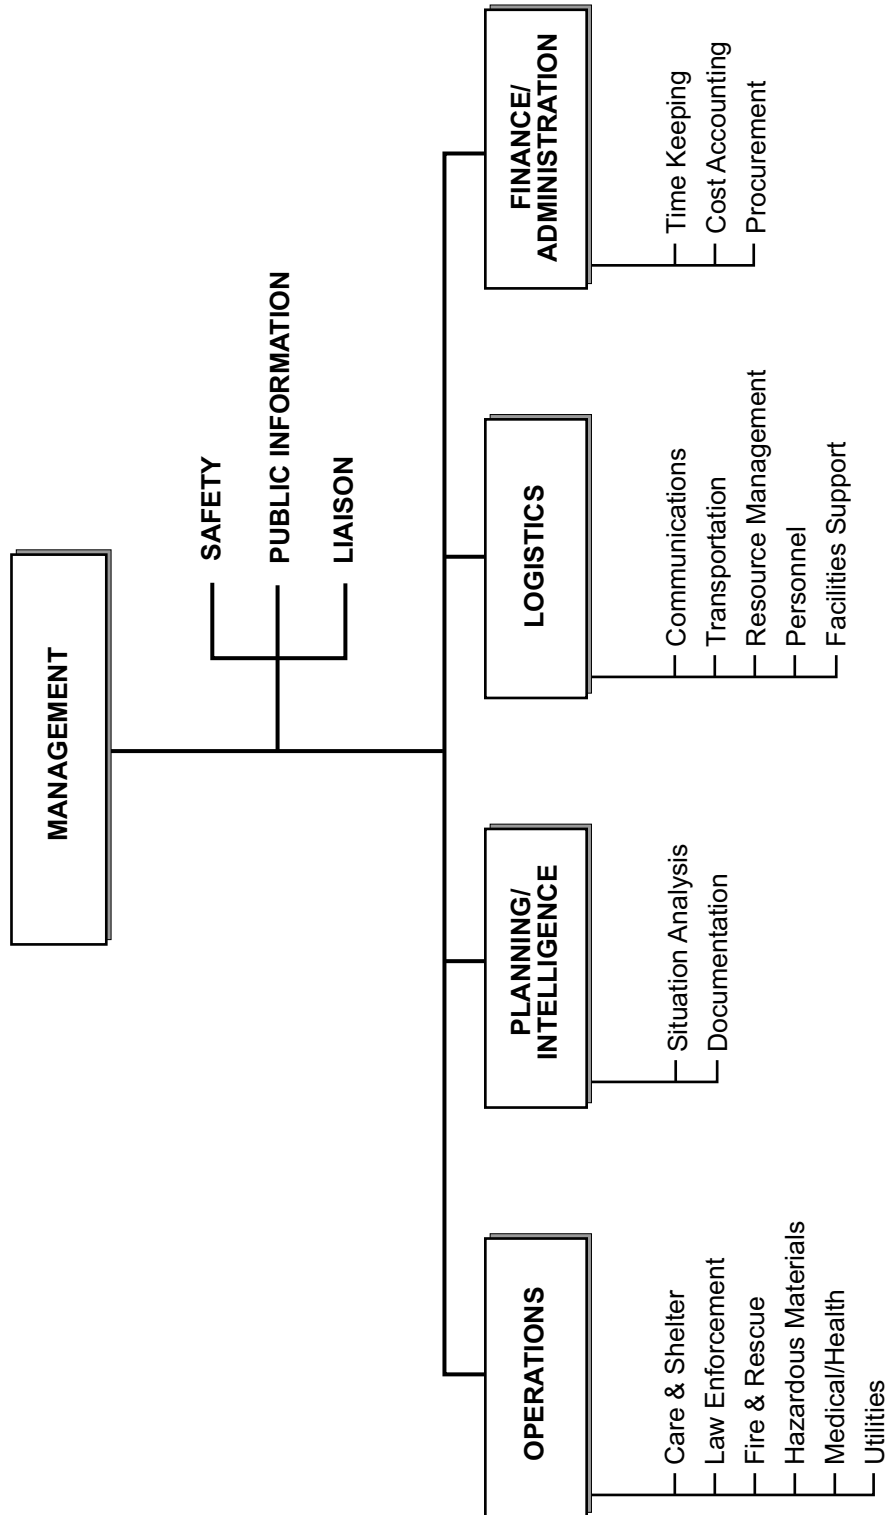 MANAGEMENT
SAFETY
PUBLIC INFORMATION
LIAISON
OPERATIONS
Care & Shelter
Law Enforcement
Fire & Rescue
Hazardous Materials
Medical/Health
Utilities
PLANNING/
INTELLIGENCE
Situation Analysis
Documentation
LOGISTICS
Communications
Transportation
Resource Management
Personnel
Facilities Support
FINANCE/
ADMINISTRATION
Time Keeping
Cost Accounting
Procurement